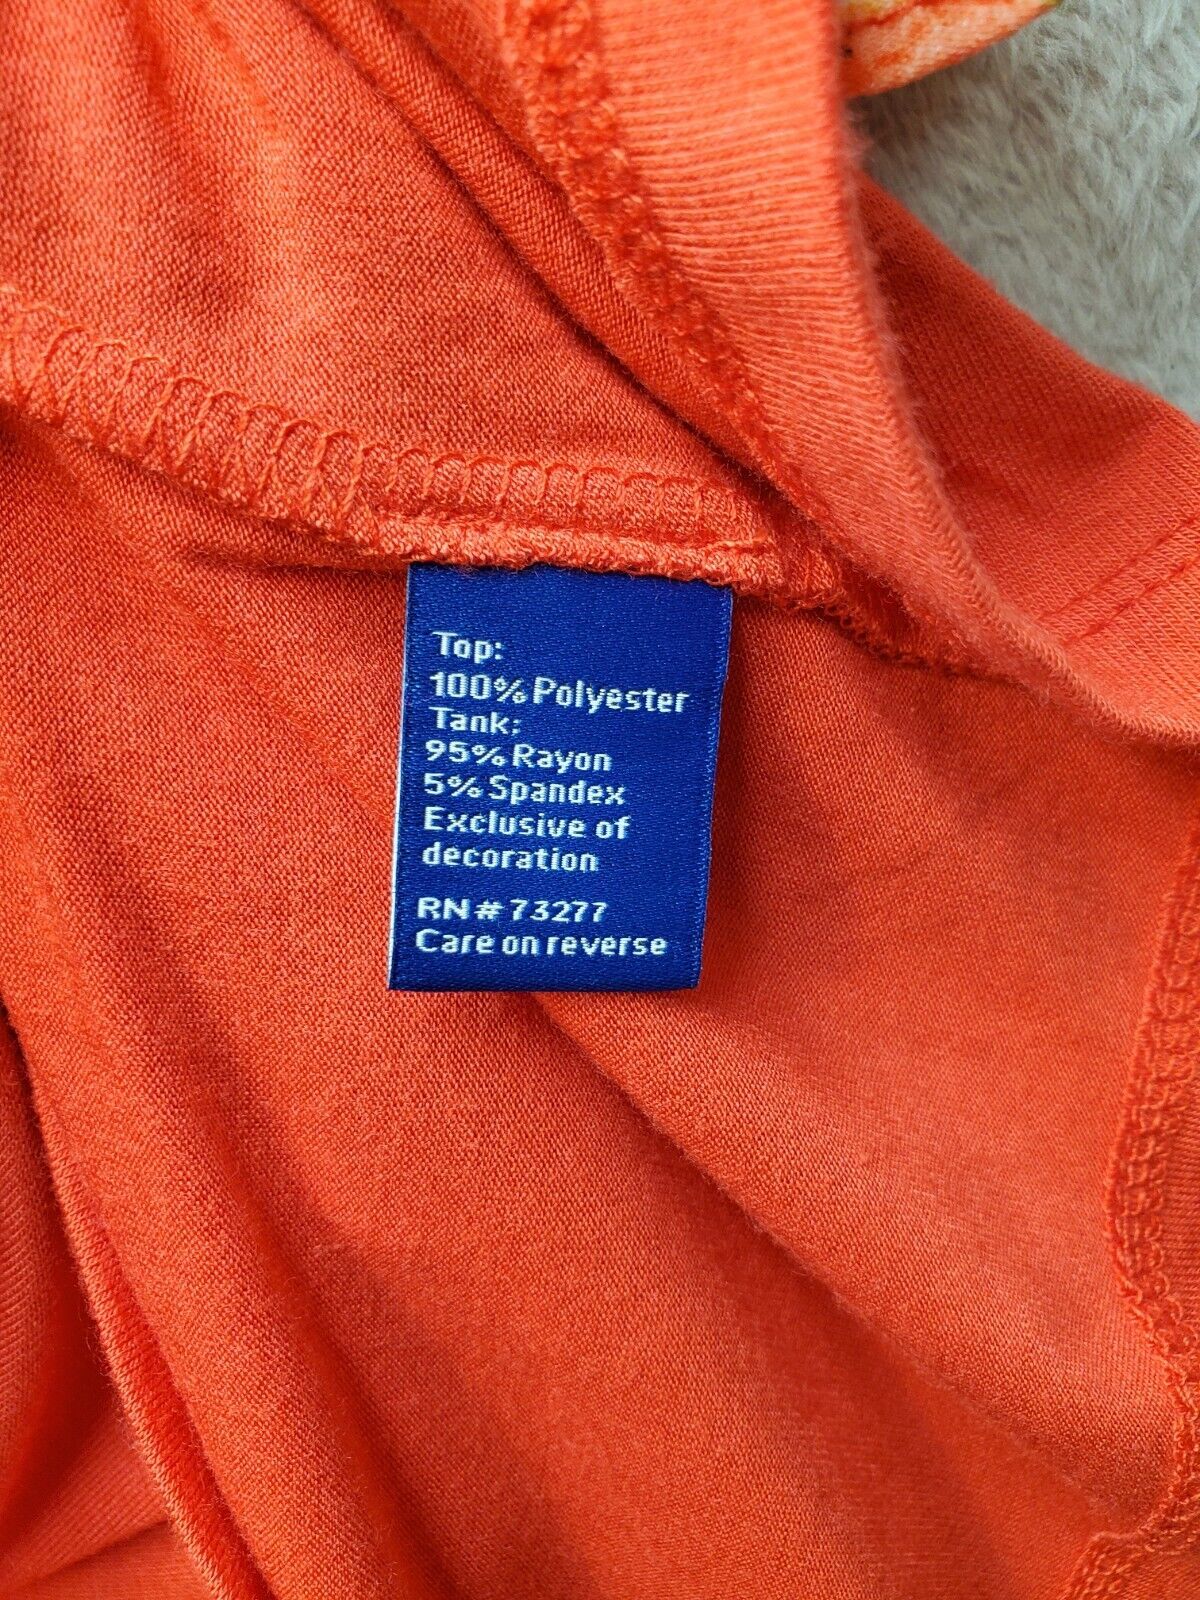 Top:
100% Polyester
Tank:
95% Rayon
5% Spandex
Exclusive of
decoration
RN # 73277
Care on reverse